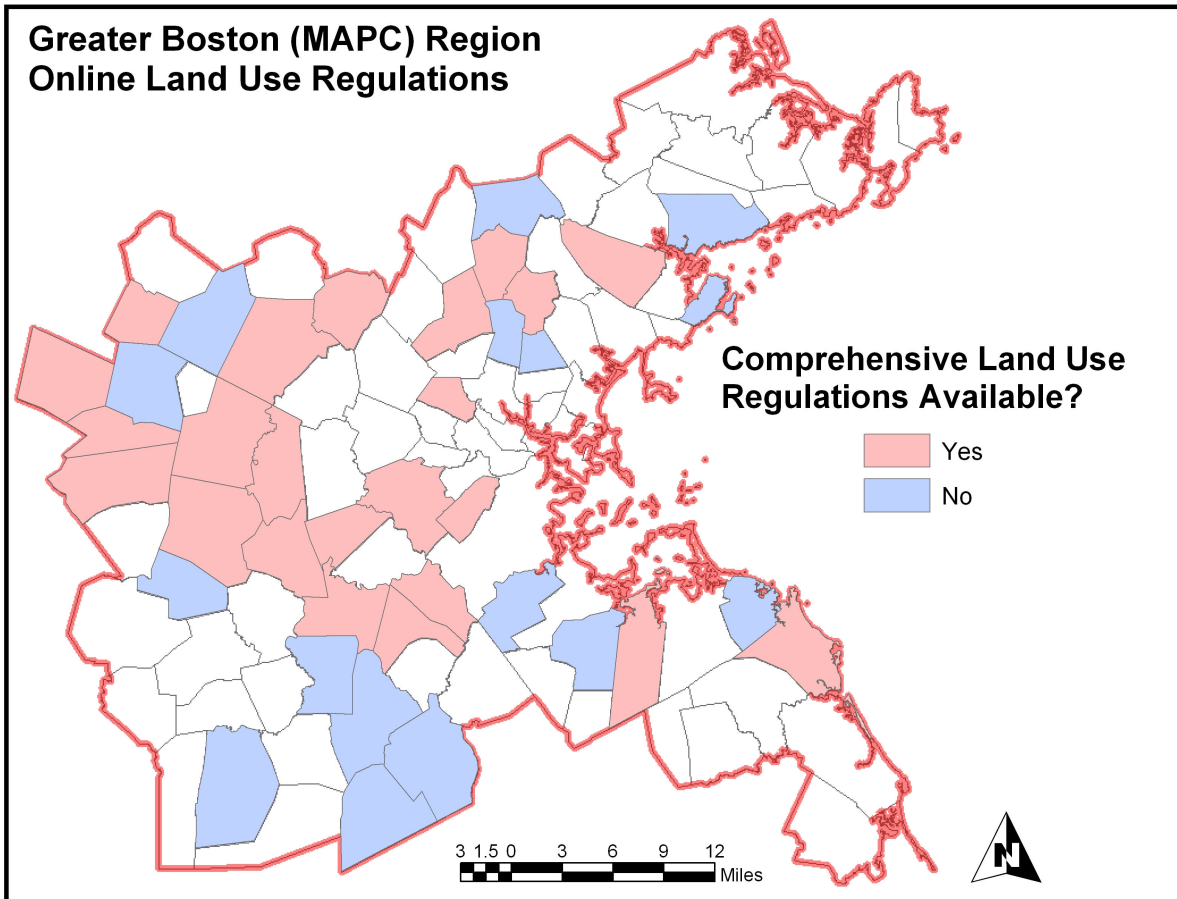 Greater Boston (MAPC) Region
Online Land Use Regulations
Comprehensive Land Use
Regulations Available?
Yes
No
3 1.5 0 3 6 9 12
Miles
N